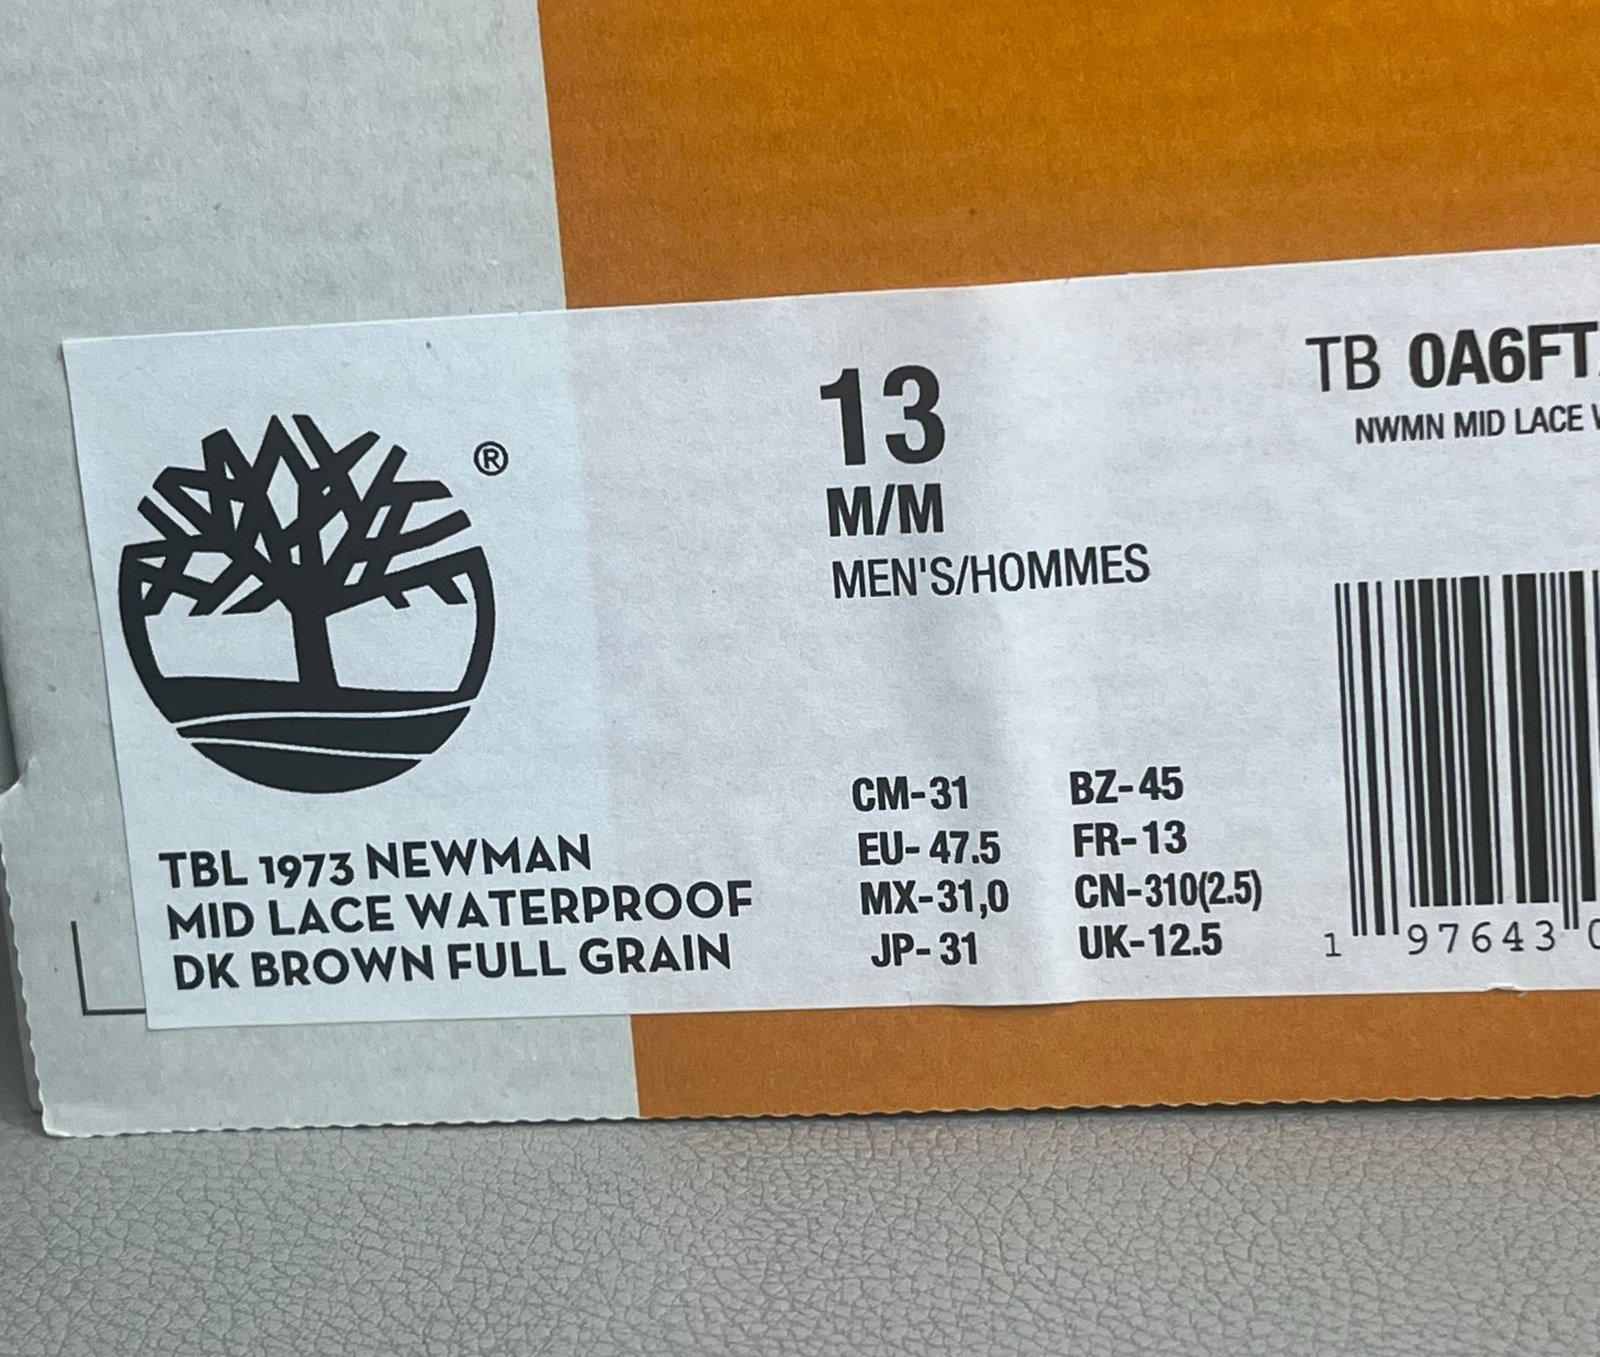 ®
TBL 1973 NEWMAN
MID LACE WATERPROOF
DK BROWN FULL GRAIN
13
M/M
MEN'S/HOMMES
CM-31 BZ-45
EU-47.5 FR-13
MX-31,0 CN-310(2.5)
JP-31 UK-12.5
TB 0A6FT
NWMN MID LACE
1 97643